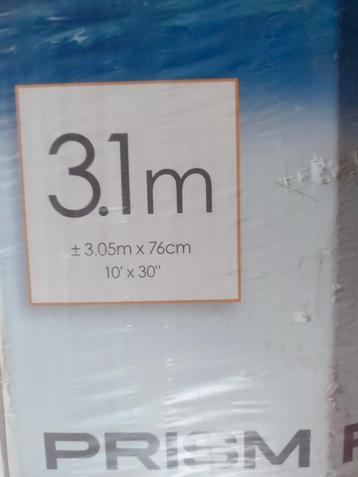 3.1m
± 3.05m x 76cm
10' x 30"
PRISM F